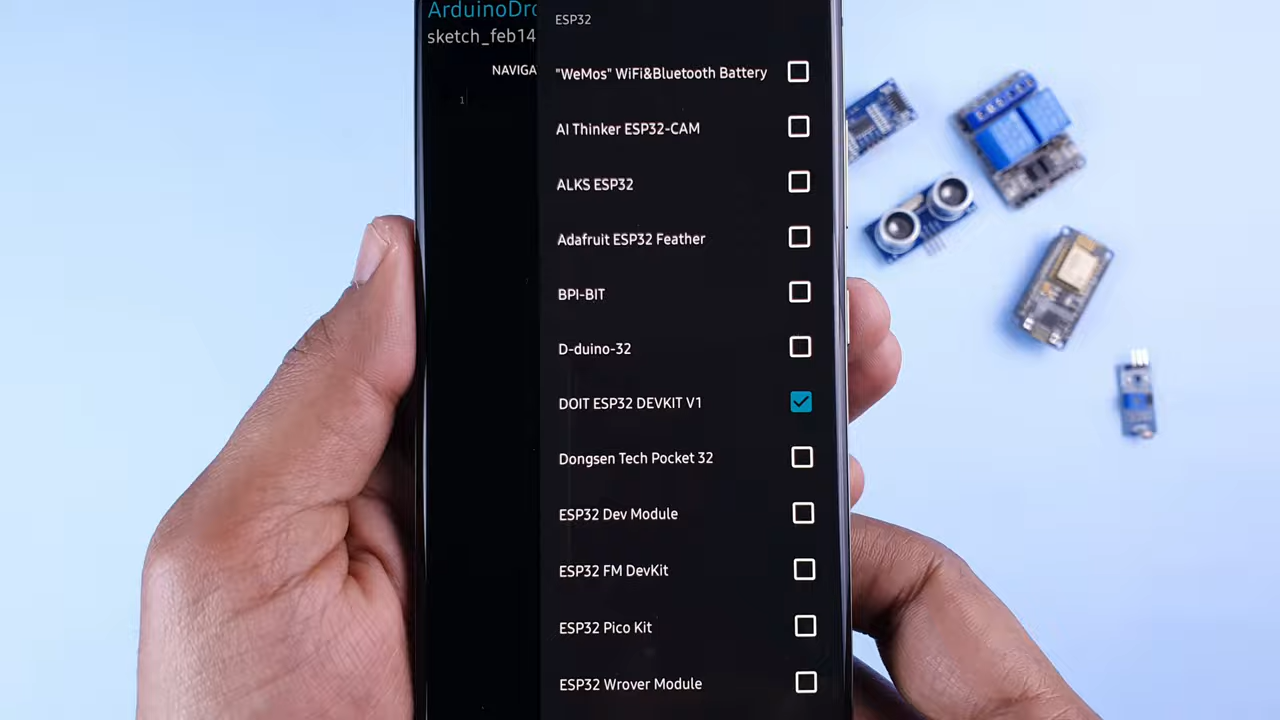 ArduinoDro
sketch_feb14
NAVIGA
1
ESP32
"WeMos" WiFi&Bluetooth Battery
AI Thinker ESP32-CAM
ALKS ESP32
Adafruit ESP32 Feather
BPI-BIT
D-duino-32
DOIT ESP32 DEVKIT V1
Dongsen Tech Pocket 32
ESP32 Dev Module
ESP32 FM DevKit
ESP32 Pico Kit
ESP32 Wrover Module